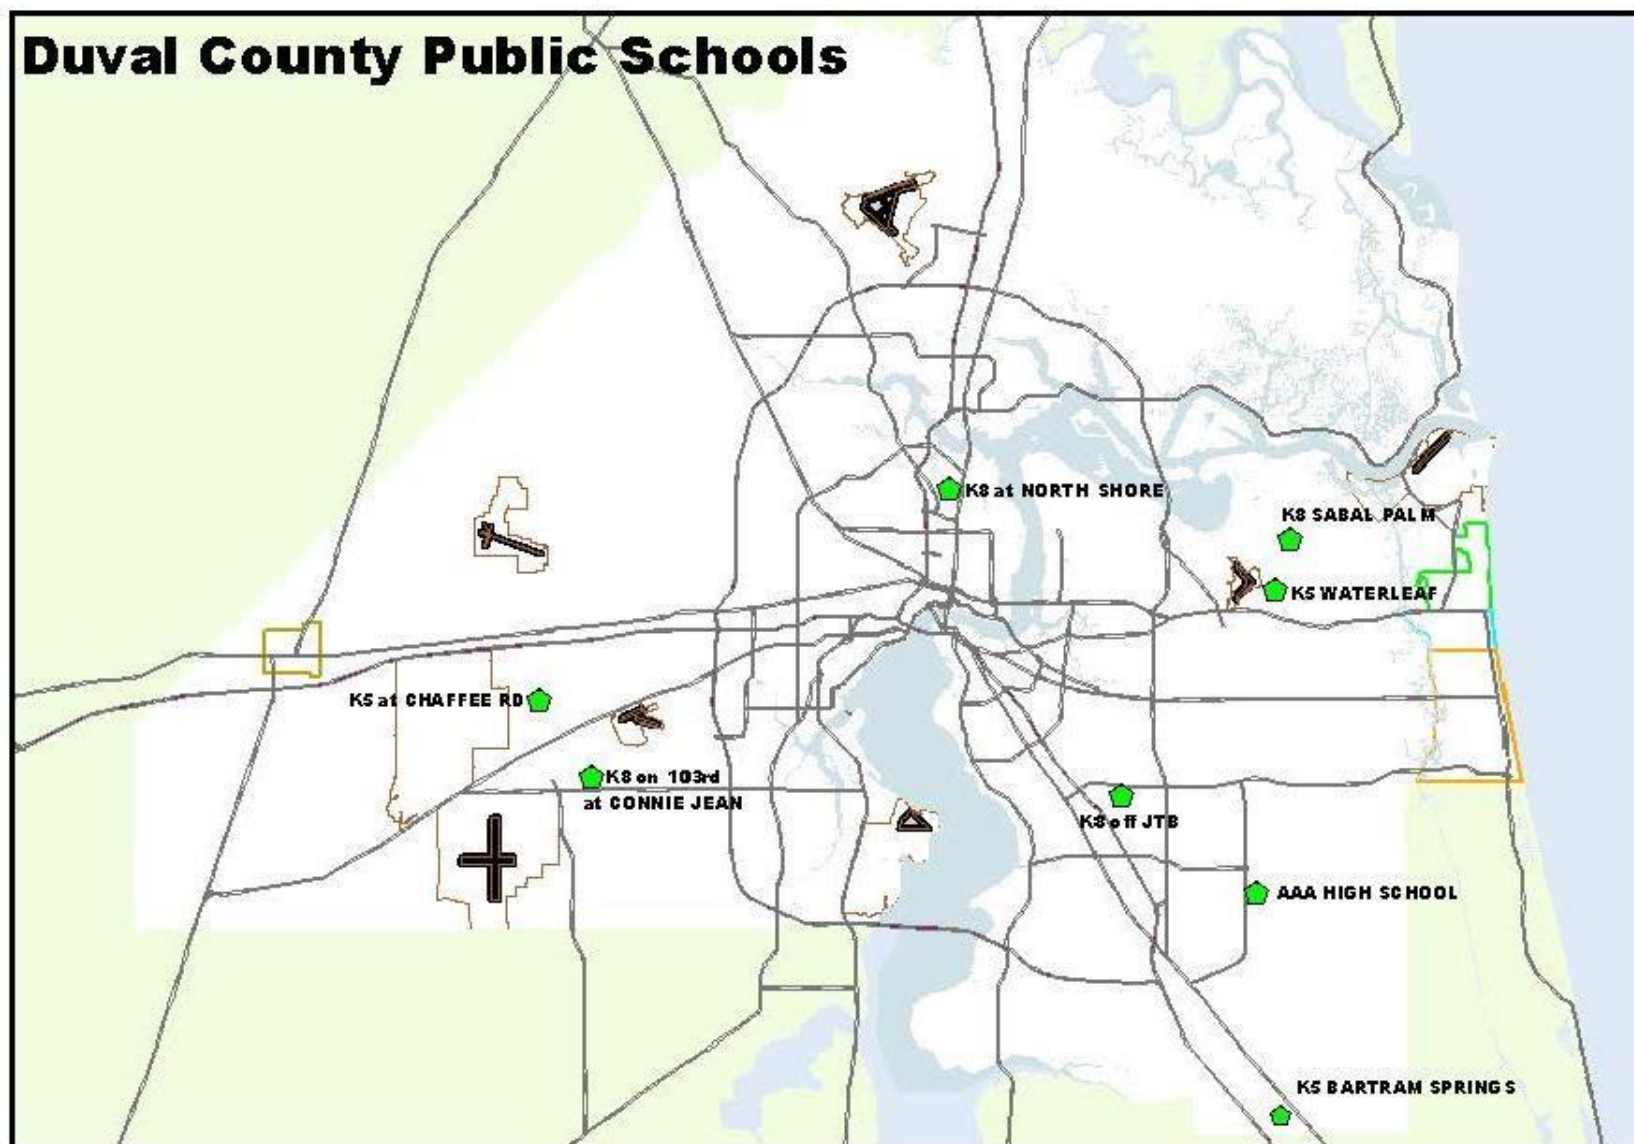 Duval County Public Schools
K8 at NORTH SHORE
K8 SABAL PALM
K5 WATERLEAF
K5 at CHAFFEE RD
K8 on 103rd
at CONNIE JEAN
K8 off JTB
AAA HIGH SCHOOL
K5 BARTRAM SPRINGS